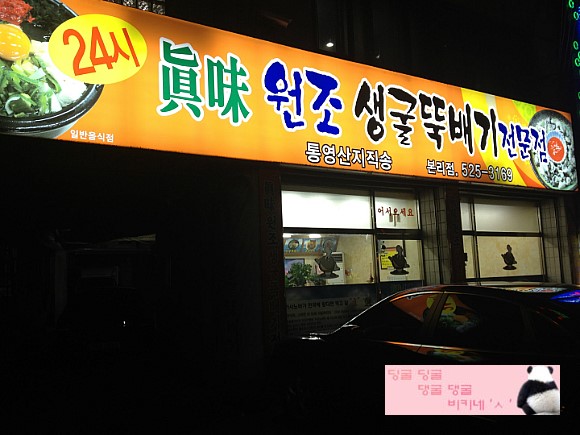 24시
眞味 원조 생굴뚝배기전문점
일반음식점
통영산지직송
본리점. 525-3169
어서오세요
딩굴 딩굴
댕굴 댕굴
비키네 'ㅅ'